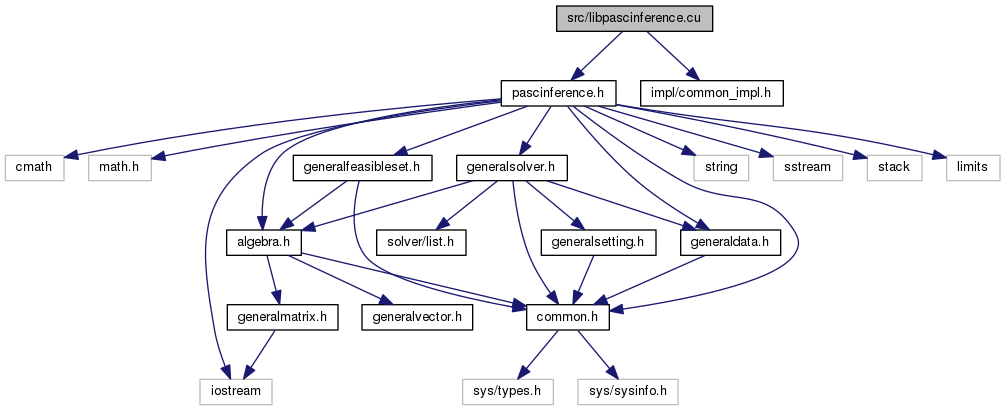 src/libpascinference.cu
pascinference.h
impl/common_impl.h
cmath
math.h
generalfeasibleset.h
generalsolver.h
string
sstream
stack
limits
algebra.h
solver/list.h
generalsetting.h
generaldata.h
generalmatrix.h
generalvector.h
common.h
iostream
sys/types.h
sys/sysinfo.h